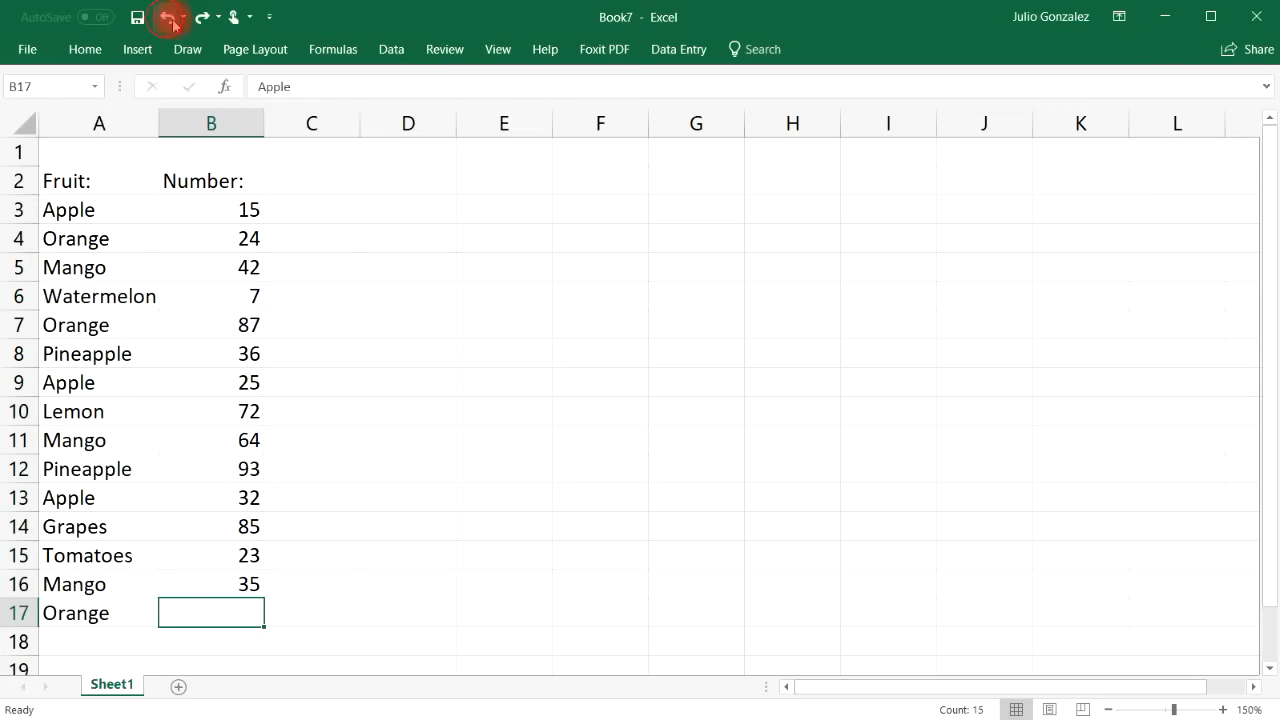 AutoSave Off Book7 - Excel Julio Gonzalez
File Home Insert Draw Page Layout Formulas Data Review View Help Foxit PDF Data Entry Search Share
B17 fx Apple
A B C D E F G H I J K L
1
2 Fruit: Number:
3 Apple 15
4 Orange 24
5 Mango 42
6 Watermelon 7
7 Orange 87
8 Pineapple 36
9 Apple 25
10 Lemon 72
11 Mango 64
12 Pineapple 93
13 Apple 32
14 Grapes 85
15 Tomatoes 23
16 Mango 35
17 Orange
18
19
Sheet1
Ready Count: 15 150%